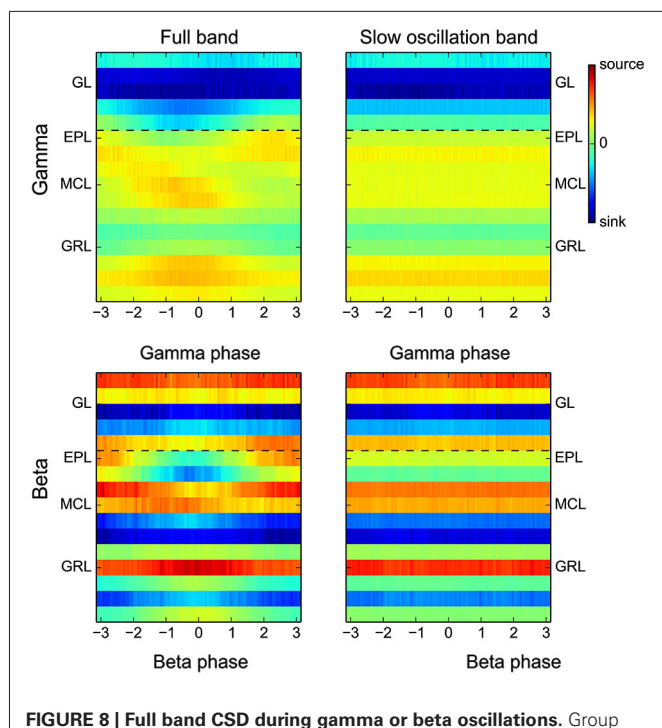 Full band
Slow oscillation band
Gamma
GL
EPL
MCL
GRL
GL
EPL
MCL
GRL
source
0
sink
−3 −2 −1 0 1 2 3
−3 −2 −1 0 1 2 3
Gamma phase
Gamma phase
Beta
GL
EPL
MCL
GRL
GL
EPL
MCL
GRL
−3 −2 −1 0 1 2 3
−3 −2 −1 0 1 2 3
Beta phase
Beta phase
FIGURE 8 | Full band CSD during gamma or beta oscillations. Group